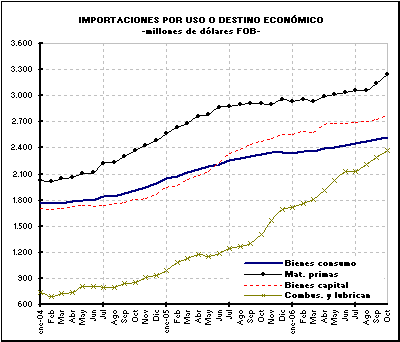 IMPORTACIONES POR USO O DESTINO ECONÓMICO
-millones de dólares FOB-
3.600
3.300
3.000
2.700
2.400
2.100
1.800
1.500
1.200
900
600
Bienes consumo
Mat. primas
Bienes capital
Combus. y lubrican
ene-04 Feb Mar Abr May Jun Jul Ago Sep Oct Nov Dic ene-05 Feb Mar Abr May Jun Jul Ago Sep Oct Nov Dic ene-06 Feb Mar Abr May Jun Jul Ago Sep Oct